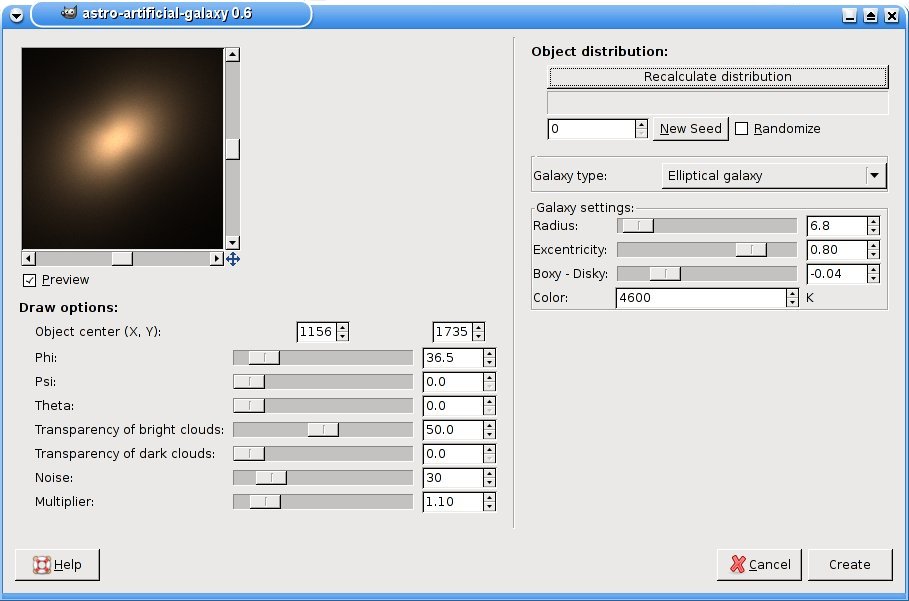 astro-artificial-galaxy 0.6
Preview
Draw options:
Object center (X, Y): 1156 1735
Phi: 36.5
Psi: 0.0
Theta: 0.0
Transparency of bright clouds: 50.0
Transparency of dark clouds: 0.0
Noise: 30
Multiplier: 1.10
Object distribution:
Recalculate distribution
0 New Seed Randomize
Galaxy type: Elliptical galaxy
Galaxy settings:
Radius: 6.8
Excentricity: 0.80
Boxy - Disky: -0.04
Color: 4600 K
Help Cancel Create